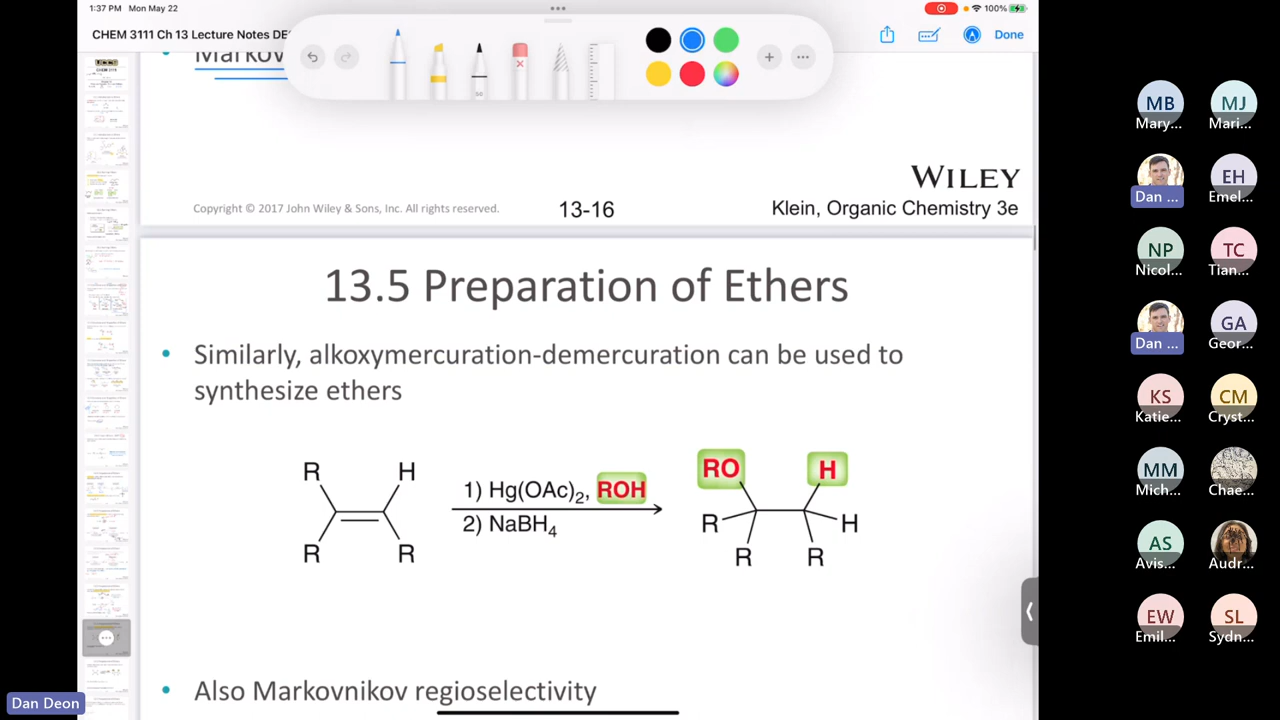 1:37 PM Mon May 22
100%
CHEM 3111 Ch 13 Lecture Notes DE
Done
Markov
50
WILEY
Copyright © 2017 John Wiley & Sons, Inc. All rights reserved.
13-16
Klein, Organic Chemistry 3e
13.5 Preparation of Ethers
• Similarly, alkoxymercuration-demercuration can be used to
synthesize ethers
R H
R R
1) Hg(OAc)2, ROH
2) NaBH4
RO H
R H
R R
• Also Markovnikov regioselectivity
MB MJ
Mary... Mari...
EH
Dan ... Emel...
NP TC
Nicol... Tian...
GA
Dan ... Geor...
KS CM
Katie... Cryst...
MM
Mich... Chae...
AS
Avis... Audr...
EW SL
Emil... Sydn...
Dan Deon